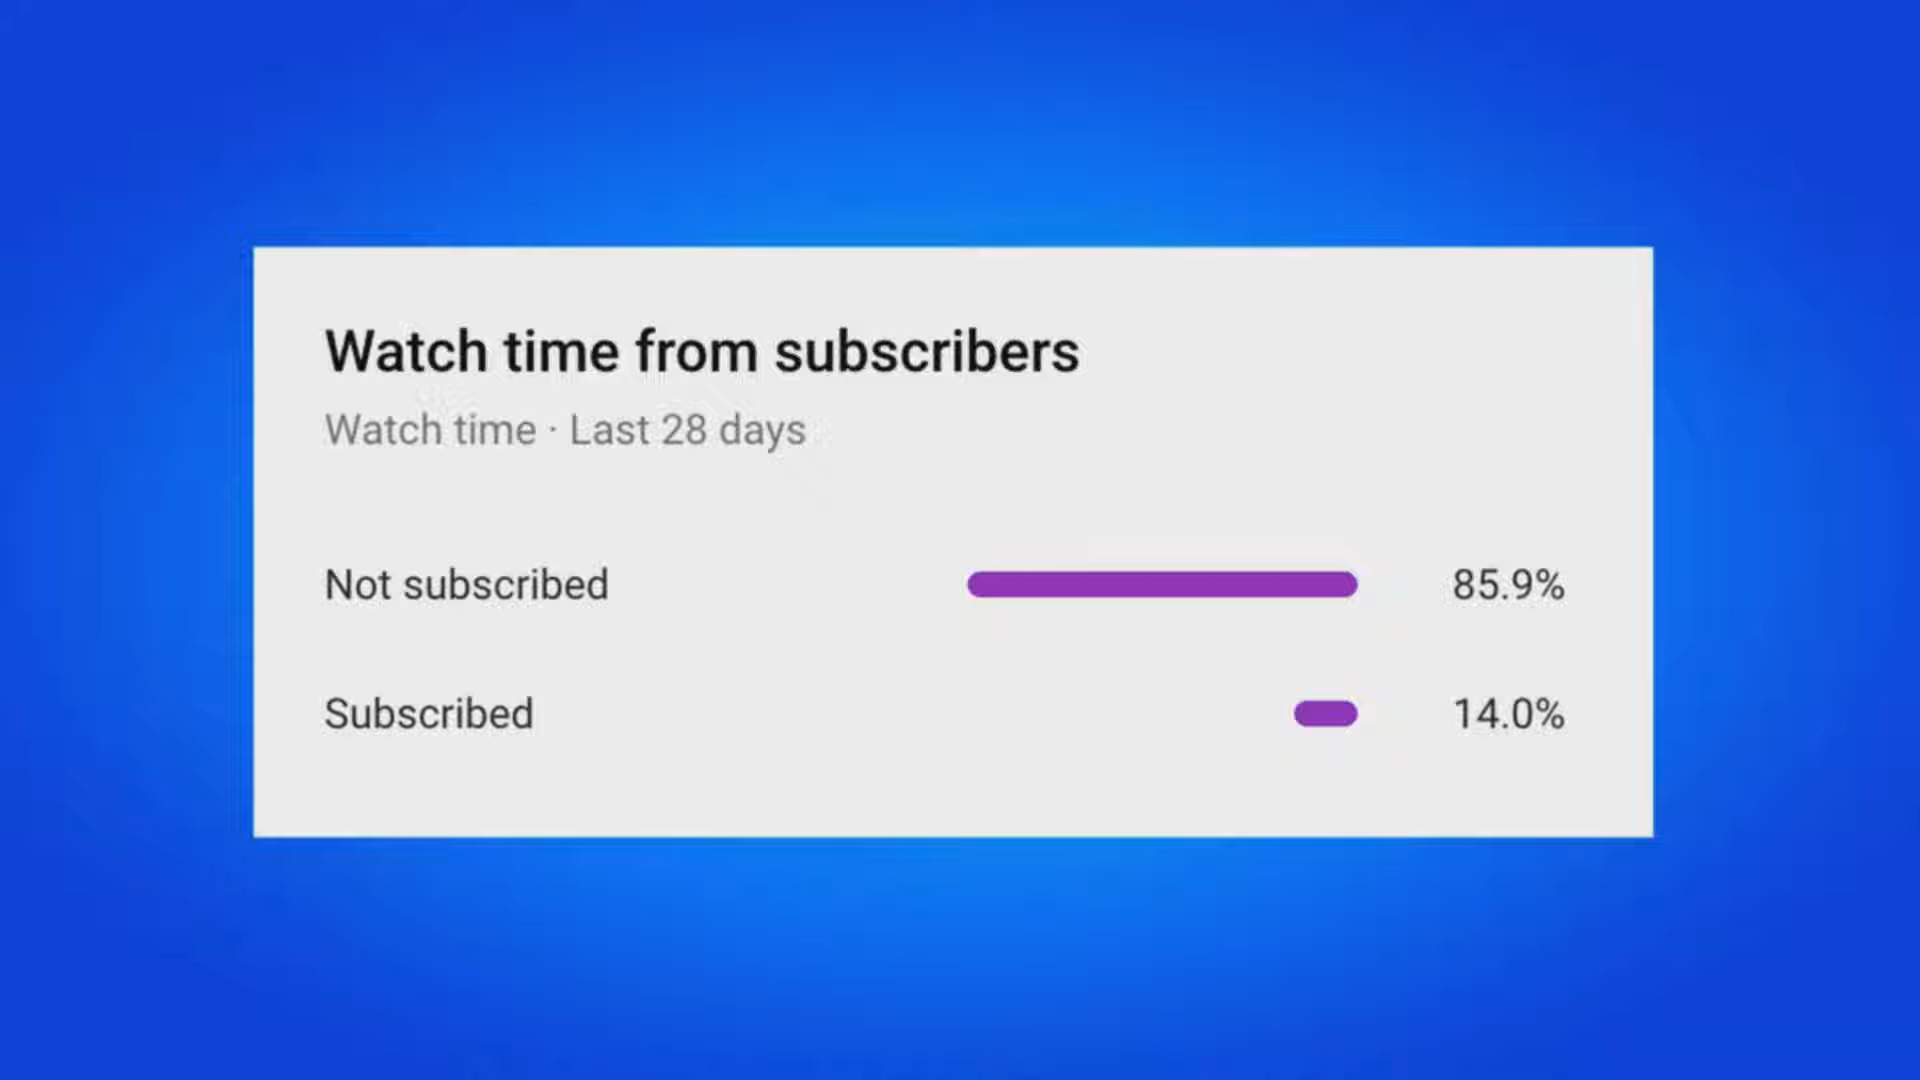 Watch time from subscribers
Watch time · Last 28 days
Not subscribed 85.9%
Subscribed 14.0%